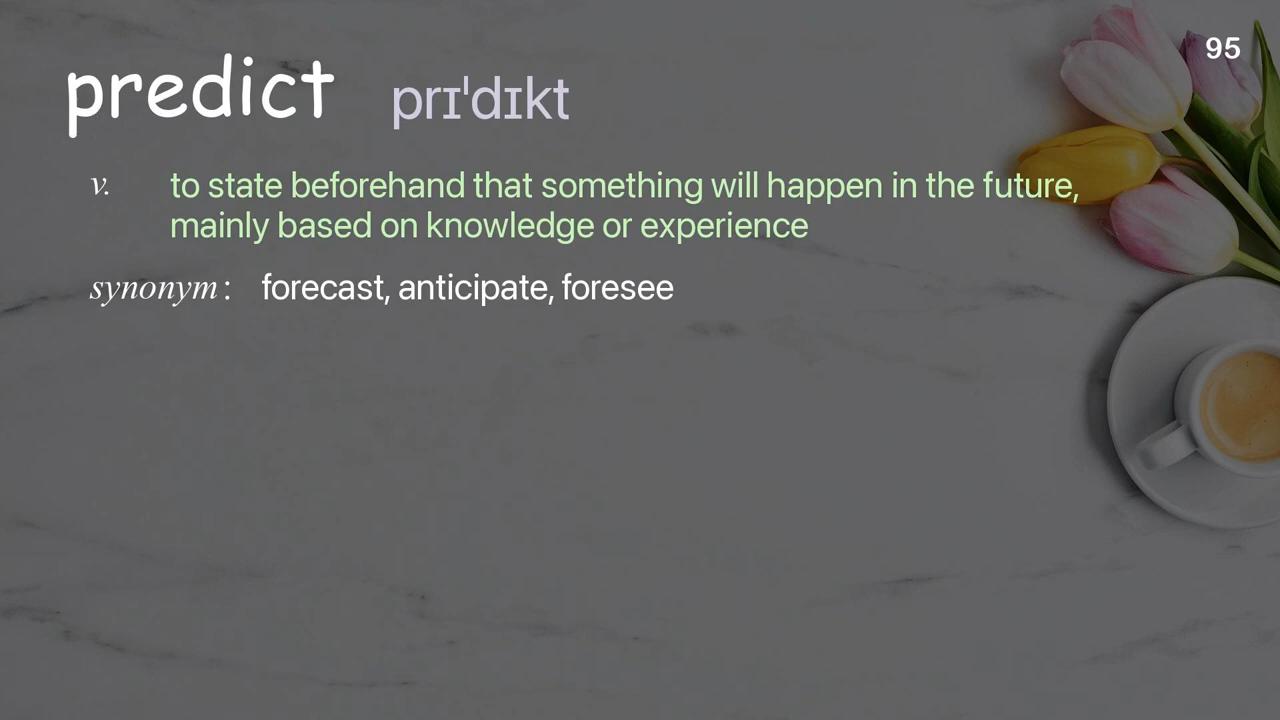 95
predict prɪˈdɪkt
v. to state beforehand that something will happen in the future,
mainly based on knowledge or experience
synonym : forecast, anticipate, foresee